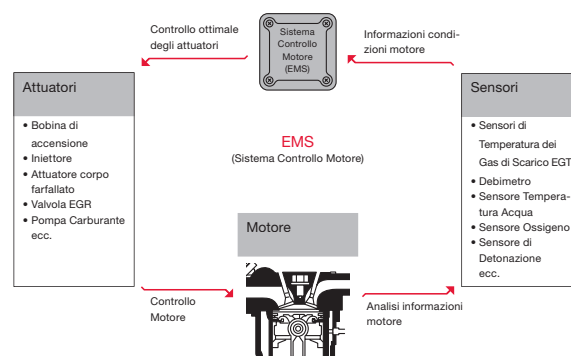 Controllo ottimale
degli attuatori
Sistema
Controllo
Motore
(EMS)
Informazioni condi-
zioni motore
Attuatori
• Bobina di
accensione
• Iniettore
• Attuatore corpo
farfallato
• Valvola EGR
• Pompa Carburante
ecc.
EMS
(Sistema Controllo Motore)
Sensori
• Sensori di
Temperatura dei
Gas di Scarico EGT
• Debimetro
• Sensore Tempera-
tura Acqua
• Sensore Ossigeno
• Sensore di
Detonazione
ecc.
Motore
Controllo
Motore
Analisi informazioni
motore